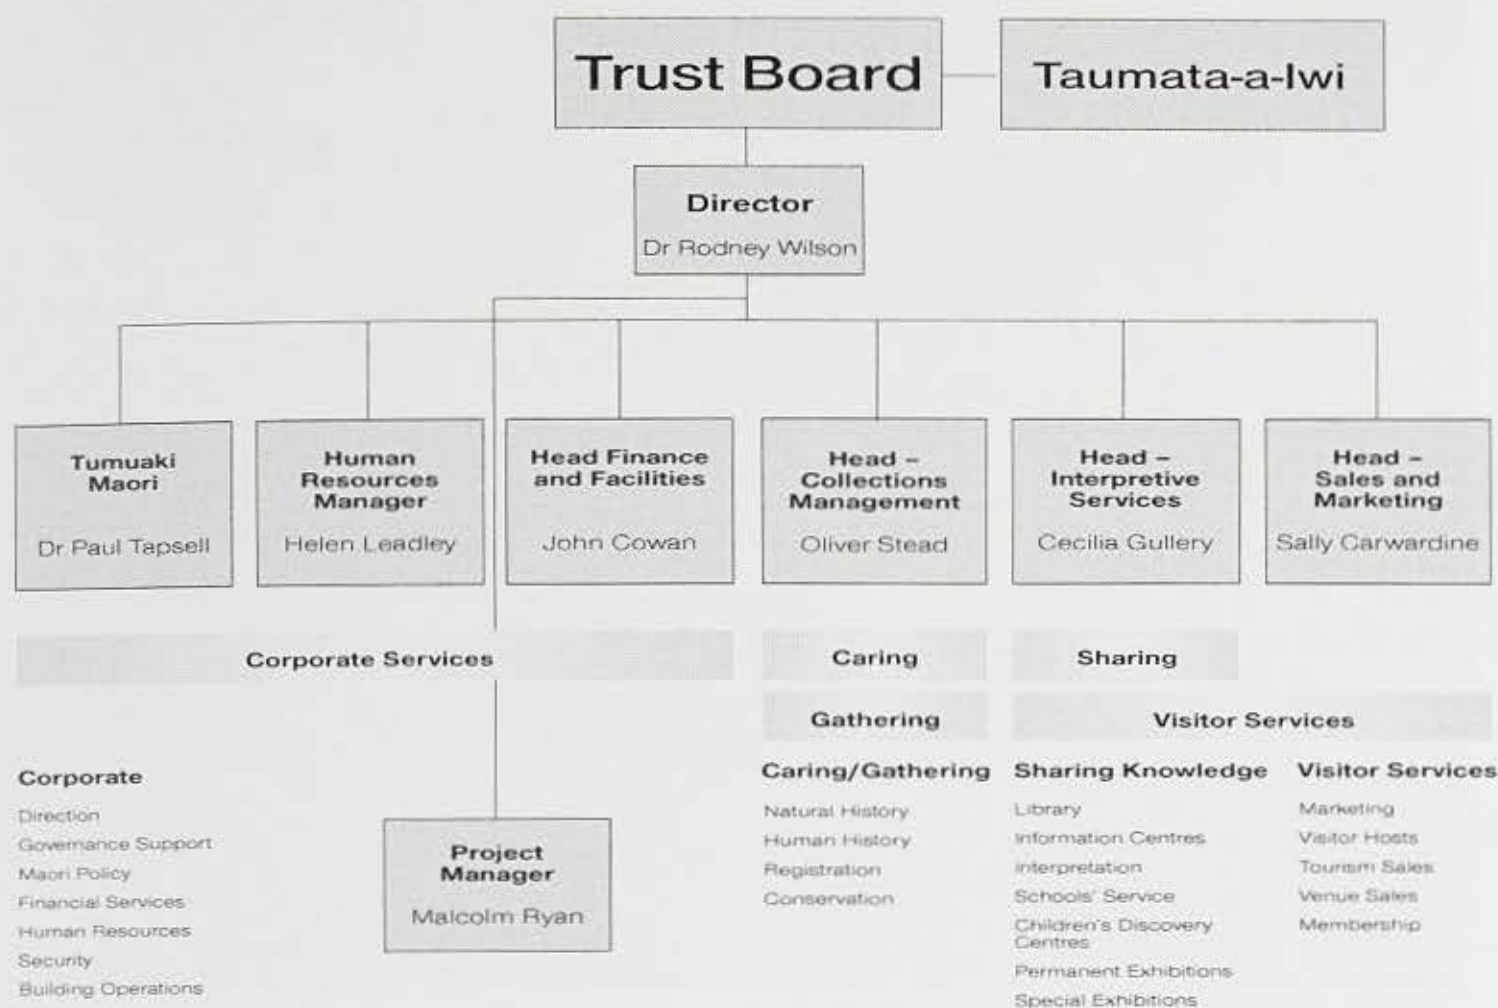 Trust Board
Taumata-a-Iwi
Director
Dr Rodney Wilson
Tumuaki
Maori
Dr Paul Tapsell
Human
Resources
Manager
Helen Leadley
Head Finance
and Facilities
John Cowan
Head –
Collections
Management
Oliver Stead
Head –
Interpretive
Services
Cecilia Gullery
Head –
Sales and
Marketing
Sally Carwardine
Corporate Services
Caring
Sharing
Gathering
Visitor Services
Corporate
Direction
Governance Support
Maori Policy
Financial Services
Human Resources
Security
Building Operations
Project
Manager
Malcolm Ryan
Caring/Gathering
Natural History
Human History
Registration
Conservation
Sharing Knowledge
Library
Information Centres
Interpretation
Schools' Service
Children's Discovery
Centres
Permanent Exhibitions
Special Exhibitions
Visitor Services
Marketing
Visitor Hosts
Tourism Sales
Venue Sales
Membership